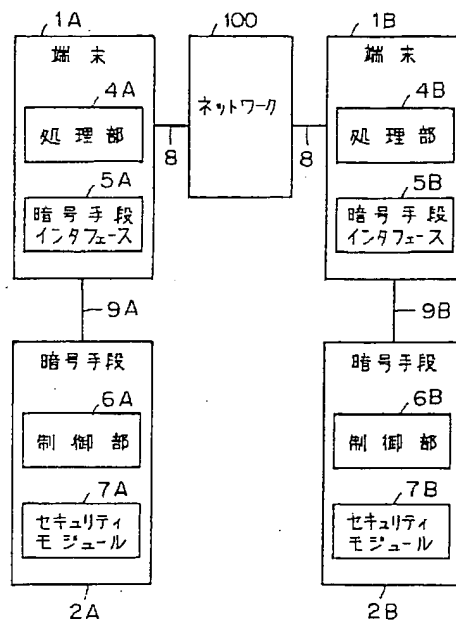 1A
100
1B
端末
ネットワーク
端末
4A
4B
処理部
処理部
8
8
5A
5B
暗号手段
インタフェース
暗号手段
インタフェース
9A
9B
暗号手段
暗号手段
6A
6B
制御部
制御部
7A
7B
セキュリティ
モジュール
セキュリティ
モジュール
2A
2B